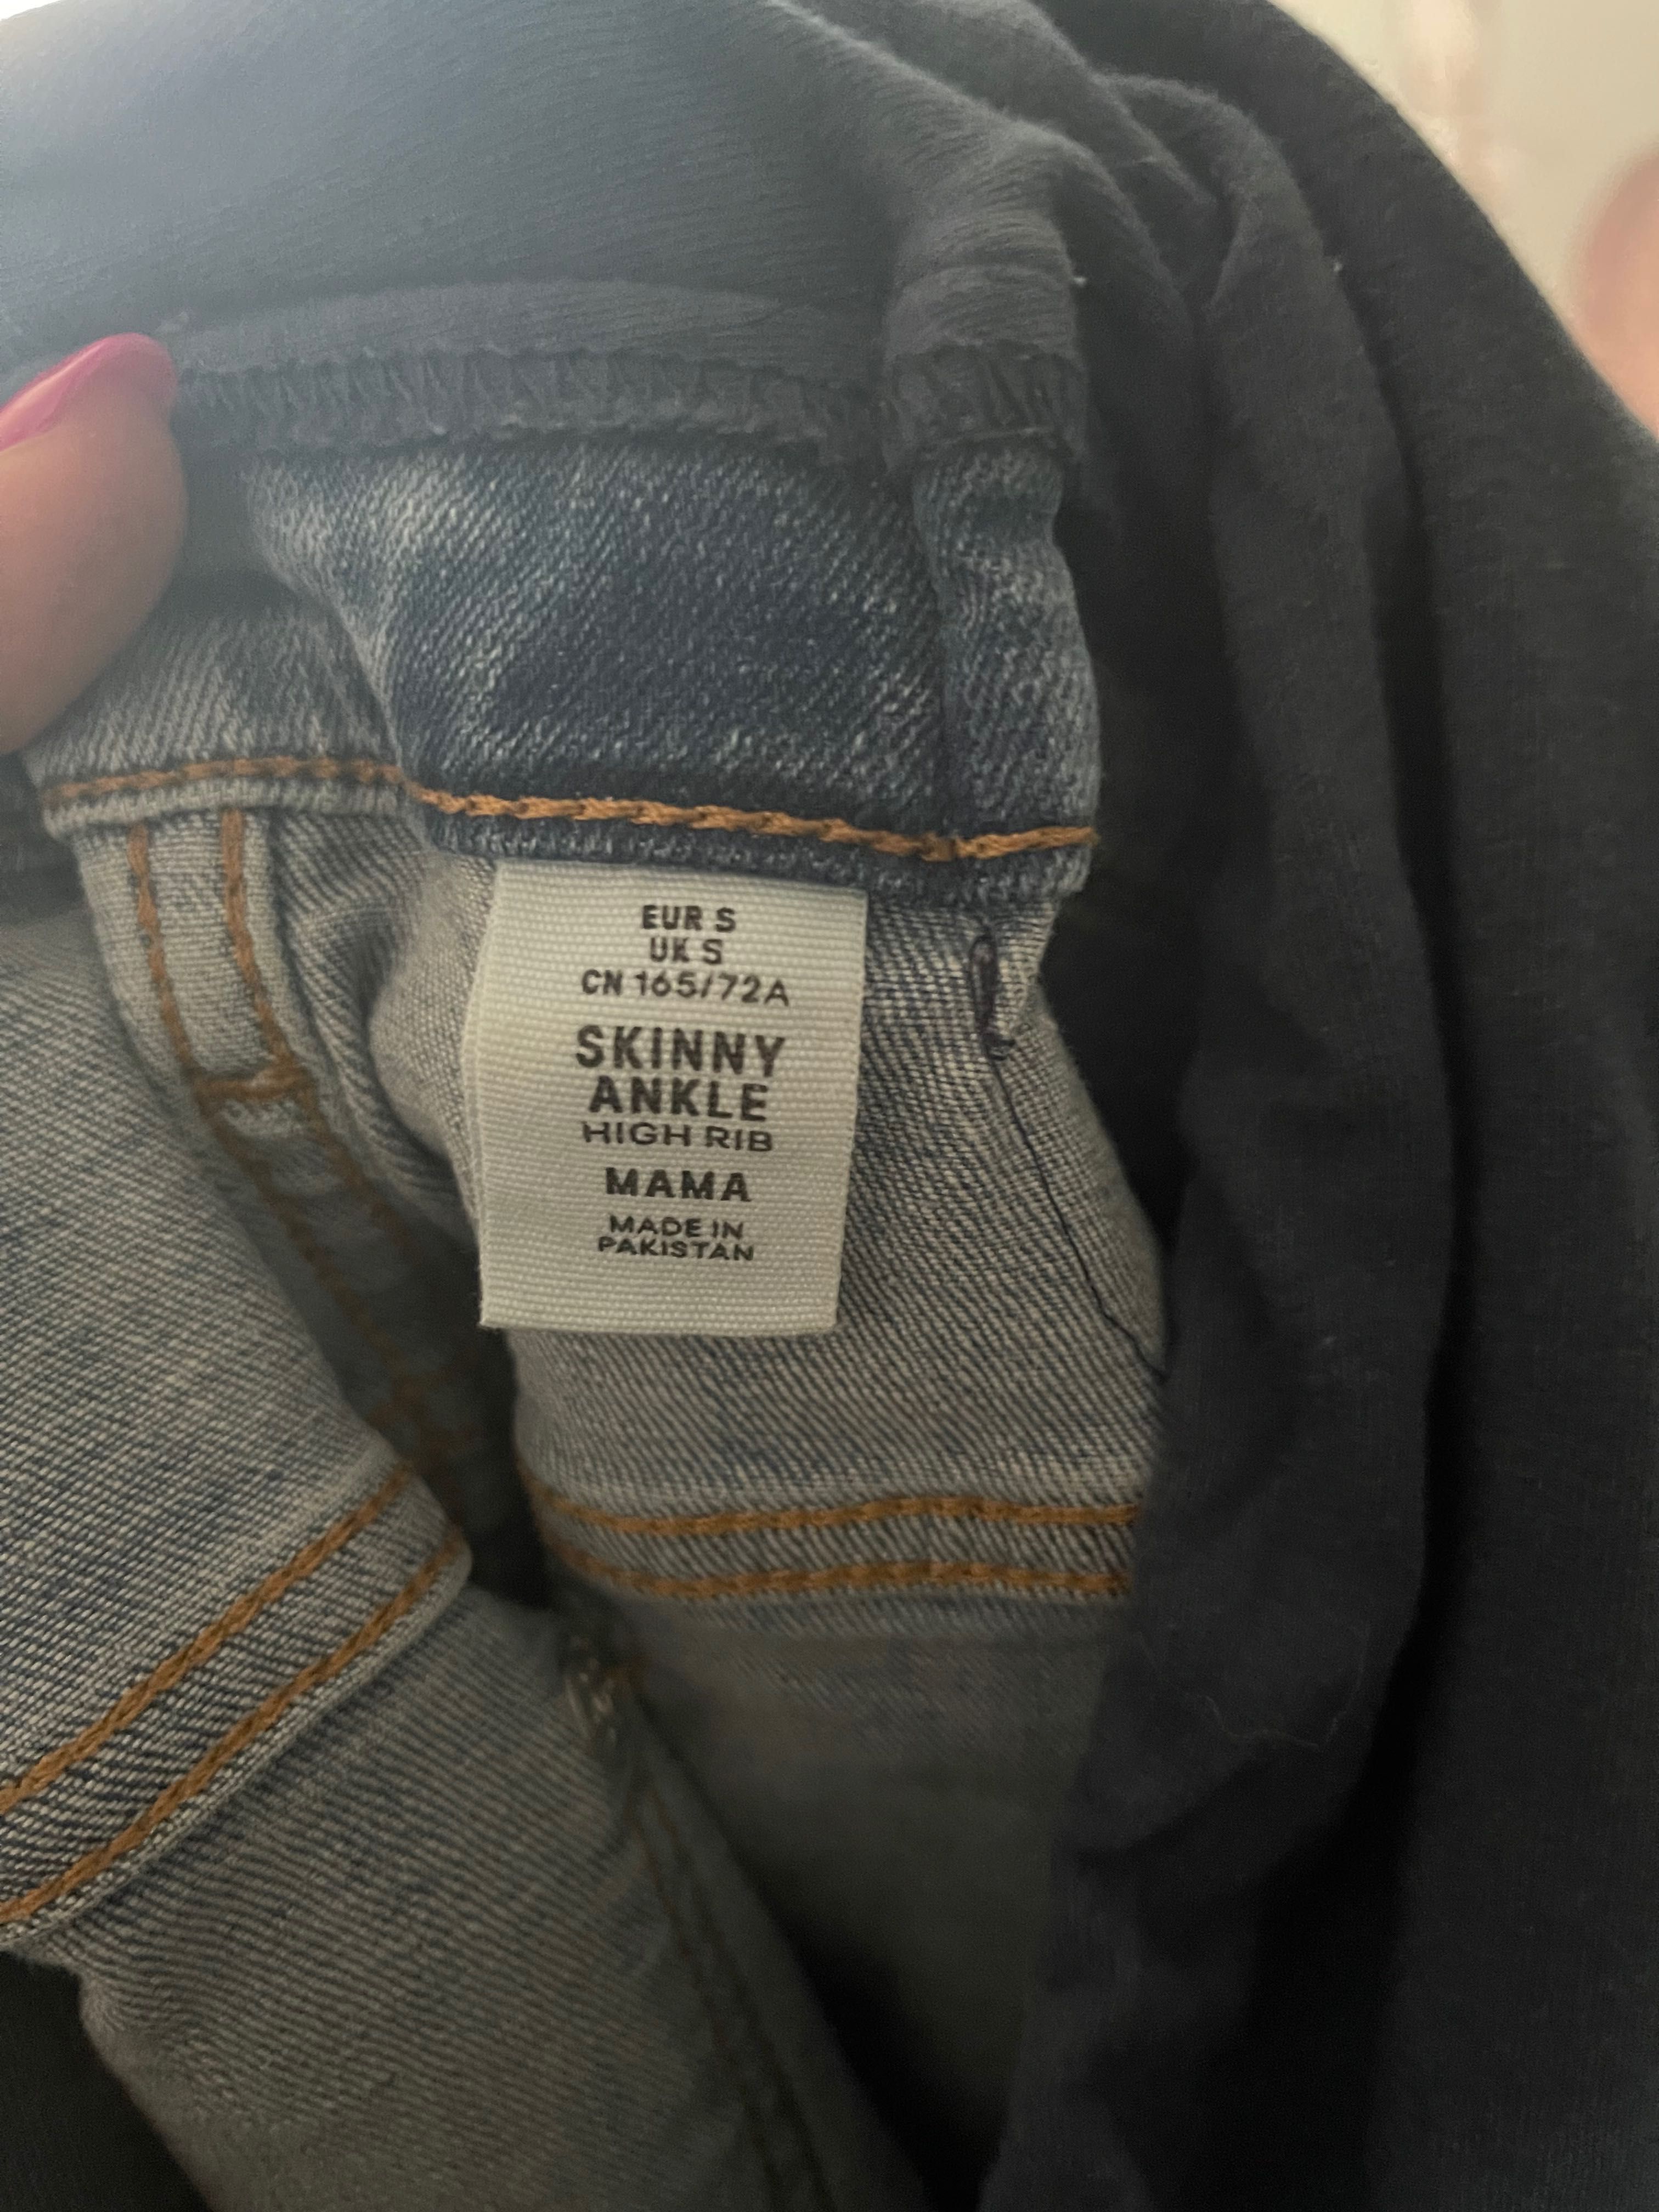 EUR S
UK S
CN 165/72A
SKINNY
ANKLE
HIGH RIB
MAMA
MADE IN
PAKISTAN